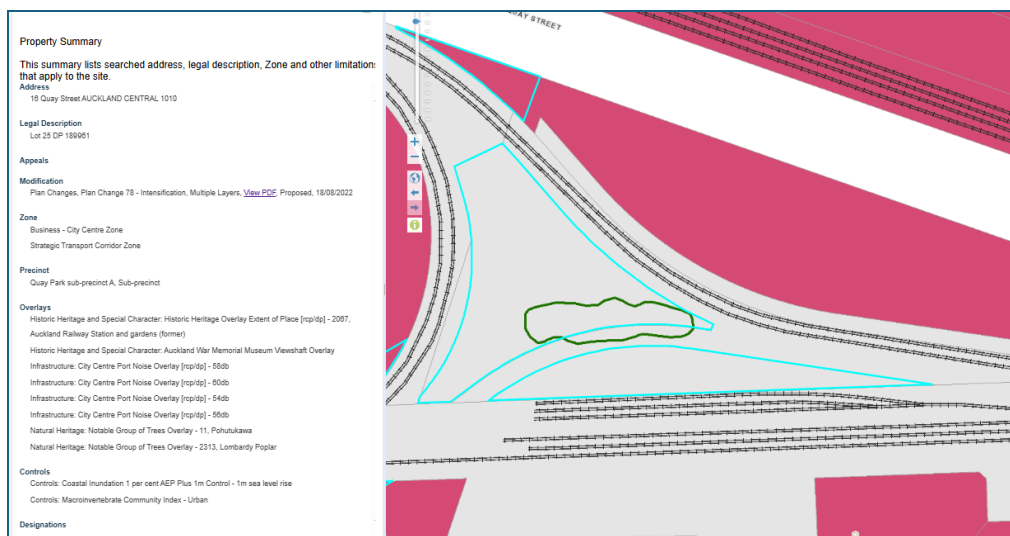 Property Summary
This summary lists searched address, legal description, Zone and other limitations
that apply to the site.
Address
16 Quay Street AUCKLAND CENTRAL 1010
Legal Description
Lot 25 DP 189961
Appeals
Modification
Plan Changes, Plan Change 78 - Intensification, Multiple Layers, View PDF, Proposed, 18/08/2022
Zone
Business - City Centre Zone
Strategic Transport Corridor Zone
Precinct
Quay Park sub-precinct A, Sub-precinct
Overlays
Historic Heritage and Special Character: Historic Heritage Overlay Extent of Place [rcp/dp] - 2067,
Auckland Railway Station and gardens (former)
Historic Heritage and Special Character: Auckland War Memorial Museum Viewshaft Overlay
Infrastructure: City Centre Port Noise Overlay [rcp/dp] - 58db
Infrastructure: City Centre Port Noise Overlay [rcp/dp] - 60db
Infrastructure: City Centre Port Noise Overlay [rcp/dp] - 54db
Infrastructure: City Centre Port Noise Overlay [rcp/dp] - 56db
Natural Heritage: Notable Group of Trees Overlay - 11, Pohutukawa
Natural Heritage: Notable Group of Trees Overlay - 2313, Lombardy Poplar
Controls
Controls: Coastal Inundation 1 per cent AEP Plus 1m Control - 1m sea level rise
Controls: Macroinvertebrate Community Index - Urban
Designations
QUAY STREET